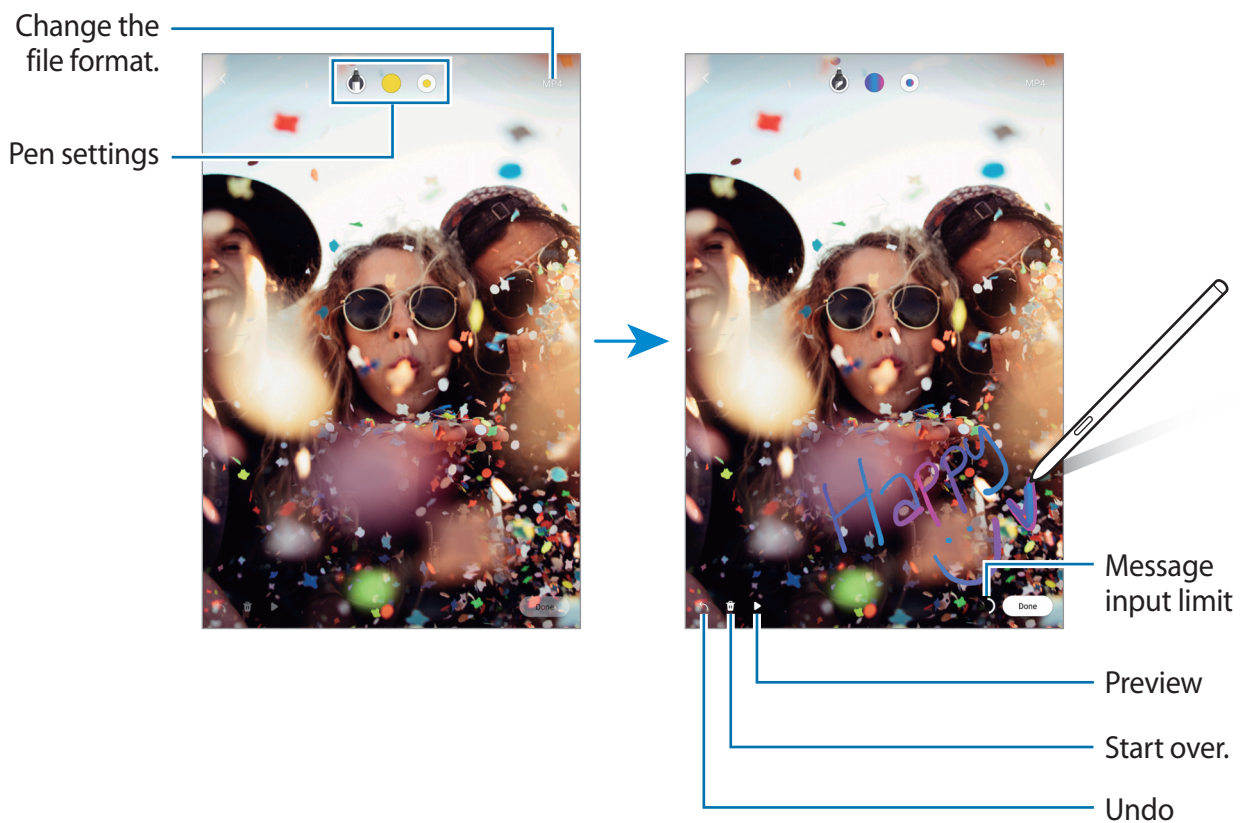 Change the
file format.
MP4
MP4
Pen settings
Happy
Message
input limit
Done
Done
Preview
Start over.
Undo